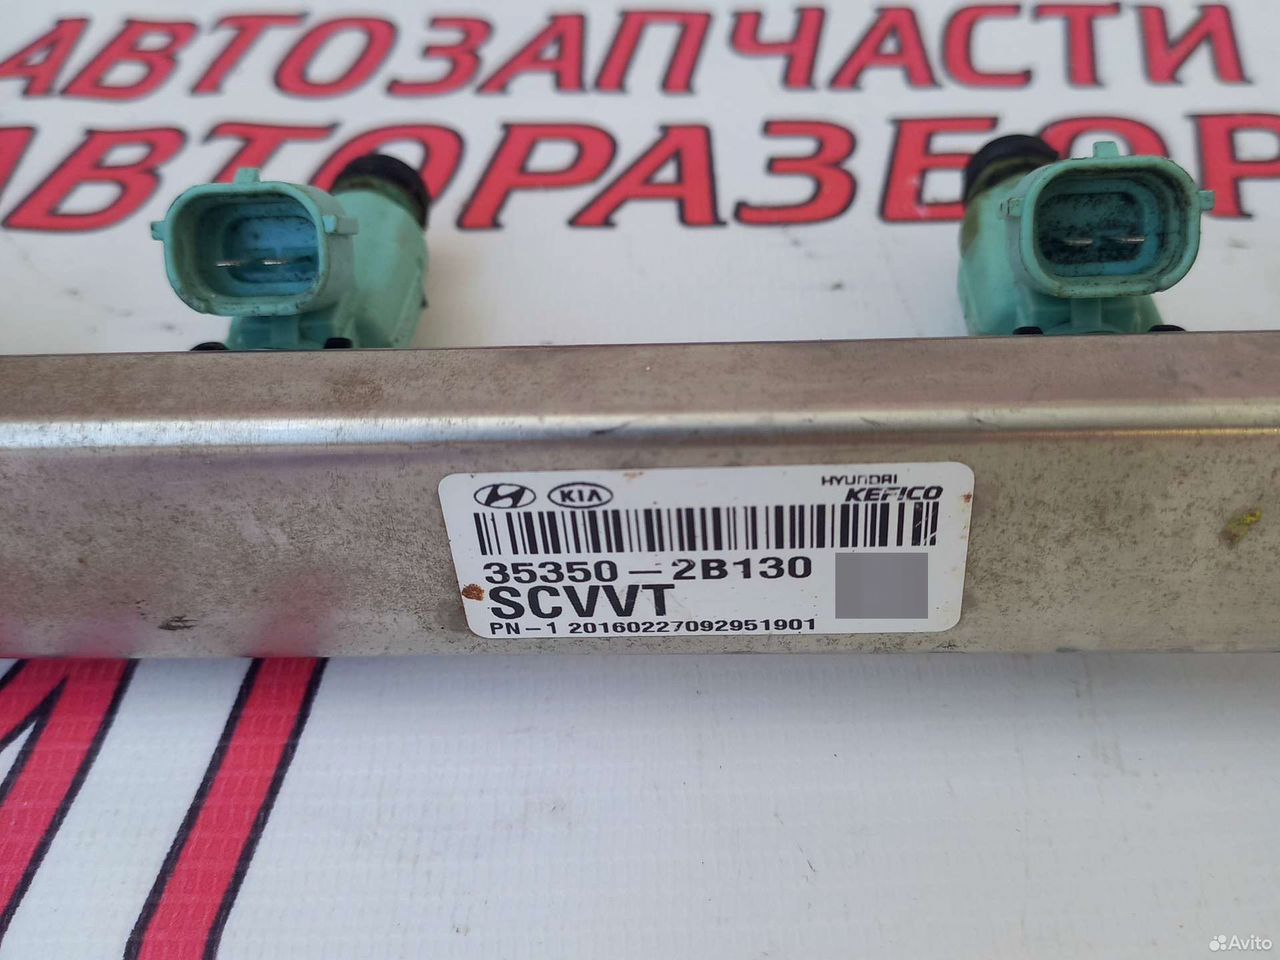 АВТОЗАПЧАСТИ
АВТОРАЗБОР
HYUNDAI
KIA
KEFICO
35350-2B130
SCVVT
PN-1 20160227092951901
Avito